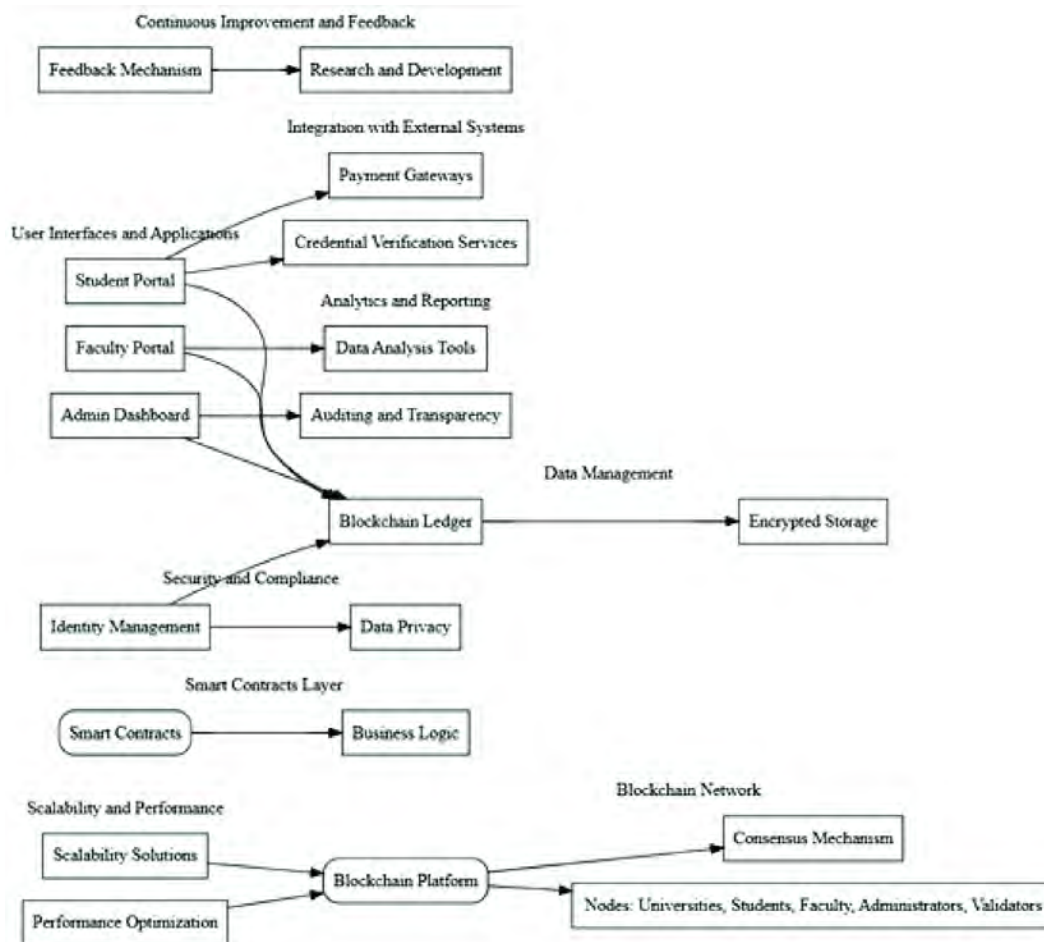 Continuous Improvement and Feedback
Feedback Mechanism
Research and Development
Integration with External Systems
Payment Gateways
User Interfaces and Applications
Credential Verification Services
Student Portal
Analytics and Reporting
Faculty Portal
Data Analysis Tools
Admin Dashboard
Auditing and Transparency
Data Management
Blockchain Ledger
Encrypted Storage
Security and Compliance
Identity Management
Data Privacy
Smart Contracts Layer
Smart Contracts
Business Logic
Blockchain Network
Scalability and Performance
Consensus Mechanism
Scalability Solutions
Blockchain Platform
Nodes: Universities, Students, Faculty, Administrators, Validators
Performance Optimization